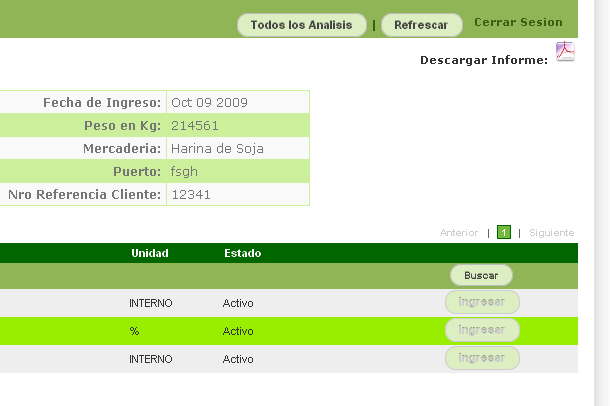 Todos los Analisis | Refrescar Cerrar Sesion
Descargar Informe:
Fecha de Ingreso: Oct 09 2009
Peso en Kg: 214561
Mercaderia: Harina de Soja
Puerto: fsgh
Nro Referencia Cliente: 12341
Anterior | 1 | Siguiente
Unidad Estado
Buscar
INTERNO Activo Ingresar
% Activo Ingresar
INTERNO Activo Ingresar